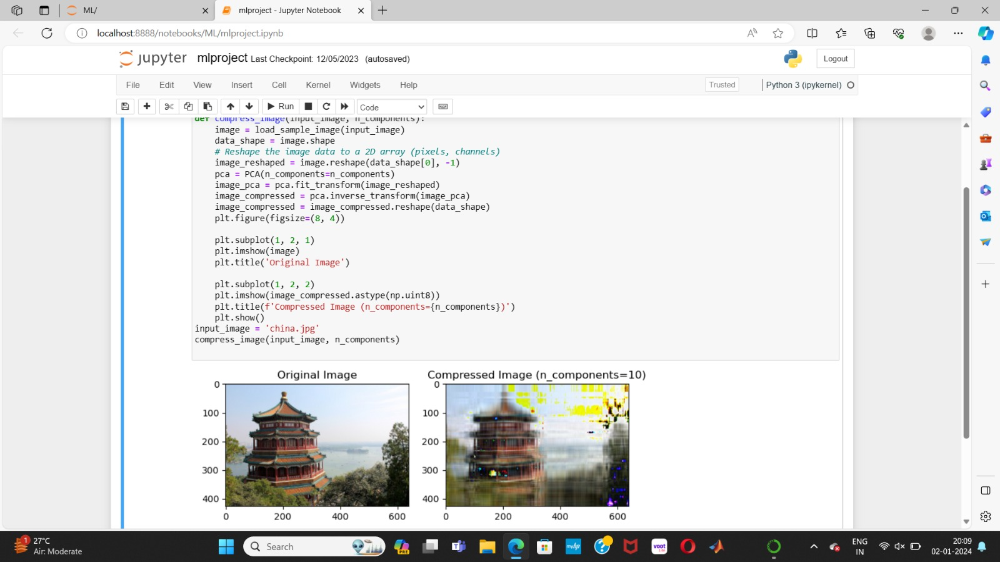 ML/
mlproject - Jupyter Notebook
localhost:8888/notebooks/ML/mlproject.ipynb
jupyter mlproject Last Checkpoint: 12/05/2023 (autosaved)
Logout
File Edit View Insert Cell Kernel Widgets Help
Trusted
Python 3 (ipykernel)
Run
Code
def compress_image(input_image, n_components):
    image = load_sample_image(input_image)
    data_shape = image.shape
    # Reshape the image data to a 2D array (pixels, channels)
    image_reshaped = image.reshape(data_shape[0], -1)
    pca = PCA(n_components=n_components)
    image_pca = pca.fit_transform(image_reshaped)
    image_compressed = pca.inverse_transform(image_pca)
    image_compressed = image_compressed.reshape(data_shape)
    plt.figure(figsize=(8, 4))
    plt.subplot(1, 2, 1)
    plt.imshow(image)
    plt.title('Original Image')
    plt.subplot(1, 2, 2)
    plt.imshow(image_compressed.astype(np.uint8))
    plt.title(f'Compressed Image (n_components={n_components})')
    plt.show()
input_image = 'china.jpg'
compress_image(input_image, n_components)
Original Image
0
100
200
300
400
0 200 400 600
Compressed Image (n_components=10)
0
100
200
300
400
0 200 400 600
1
27°C
Air: Moderate
Search
PRE
myhp
voot
ENG
IN
20:09
02-01-2024